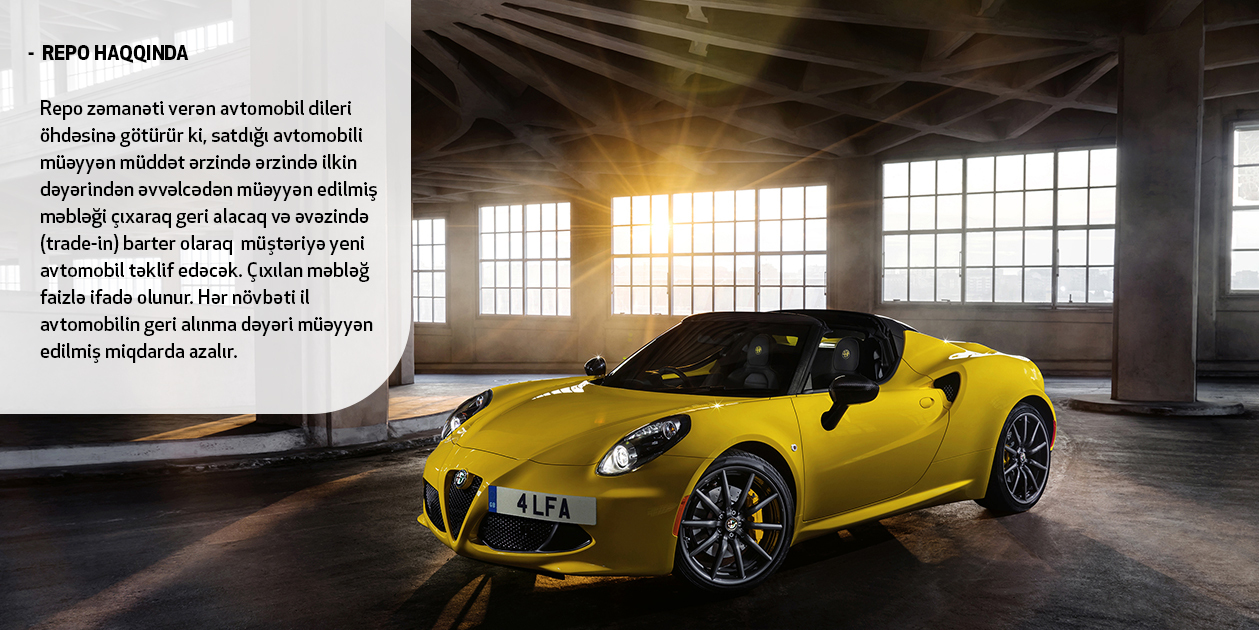 - REPO HAQQINDA
Repo zəmanəti verən avtomobil dileri
öhdəsinə götürür ki, satdığı avtomobili
müəyyən müddət ərzində ərzində ilkin
dəyərindən əvvəlcədən müəyyən edilmiş
məbləği çıxaraq geri alacaq və əvəzində
(trade-in) barter olaraq  müştəriyə yeni
avtomobil təklif edəcək. Çıxılan məbləğ
faizlə ifadə olunur. Hər növbəti il
avtomobilin geri alınma dəyəri müəyyən
edilmiş miqdarda azalır.
4 LFA